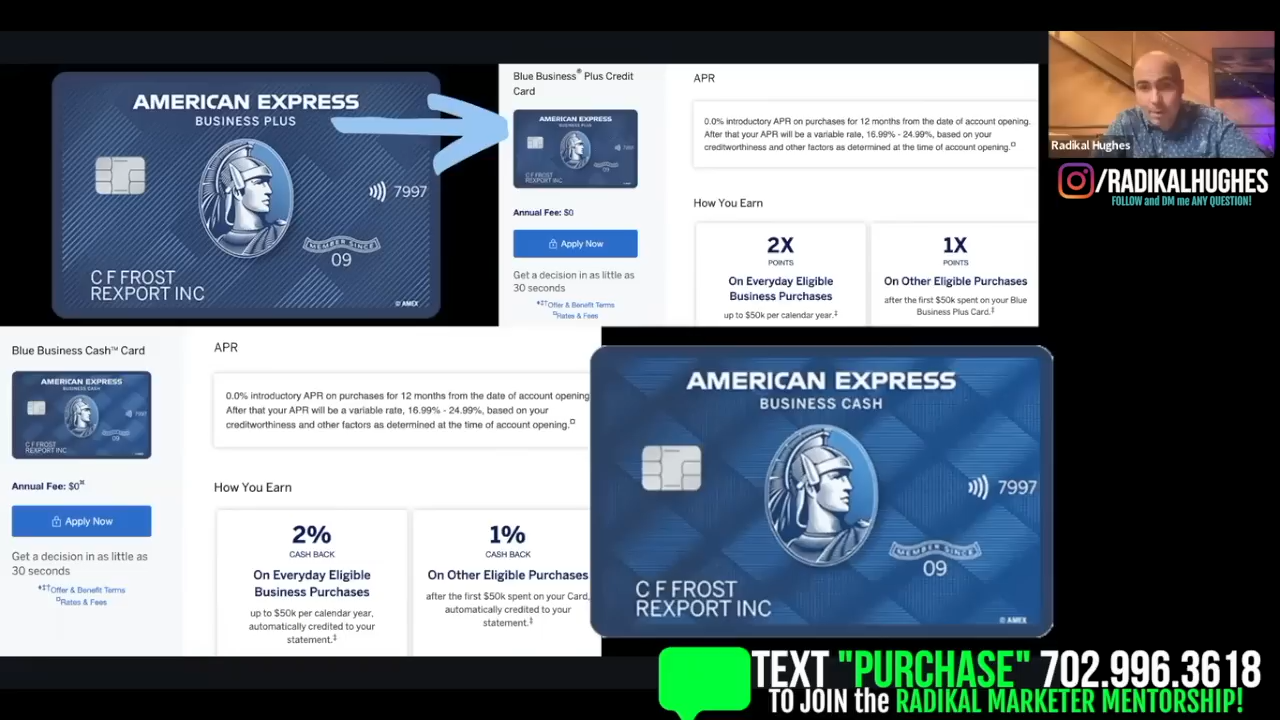 AMERICAN EXPRESS
BUSINESS PLUS
7997
MEMBER SINCE
09
C F FROST
REXPORT INC
© AMEX
Blue Business® Plus Credit
Card
AMERICAN EXPRESS
BUSINESS PLUS
C F FROST
REXPORT INC
Annual Fee: $0
Apply Now
Get a decision in as little as
30 seconds
*‡†Offer & Benefit Terms
¤Rates & Fees
APR
0.0% introductory APR on purchases for 12 months from the date of account opening.
After that your APR will be a variable rate, 16.99% - 24.99%, based on your
creditworthiness and other factors as determined at the time of account opening.¤
How You Earn
2X
POINTS
On Everyday Eligible
Business Purchases
up to $50k per calendar year.‡
1X
POINTS
On Other Eligible Purchases
after the first $50k spent on your Blue
Business Plus Card.‡
Radikal Hughes
/RADIKALHUGHES
FOLLOW and DM me ANY QUESTION!
Blue Business Cash™ Card
AMERICAN EXPRESS
BUSINESS CASH
09
C F FROST
REXPORT INC
Annual Fee: $0¤
Apply Now
Get a decision in as little as
30 seconds
*‡†Offer & Benefit Terms
¤Rates & Fees
APR
0.0% introductory APR on purchases for 12 months from the date of account opening
After that your APR will be a variable rate, 16.99% - 24.99%, based on your
creditworthiness and other factors as determined at the time of account opening.¤
How You Earn
2%
CASH BACK
On Everyday Eligible
Business Purchases
up to $50k per calendar year,
automatically credited to your
statement.‡
1%
CASH BACK
On Other Eligible Purchases
after the first $50k spent on your Card,
automatically credited to your
statement.‡
AMERICAN EXPRESS
BUSINESS CASH
7997
MEMBER SINCE
09
C F FROST
REXPORT INC
© AMEX
TEXT "PURCHASE" 702.996.3618
TO JOIN the RADIKAL MARKETER MENTORSHIP!